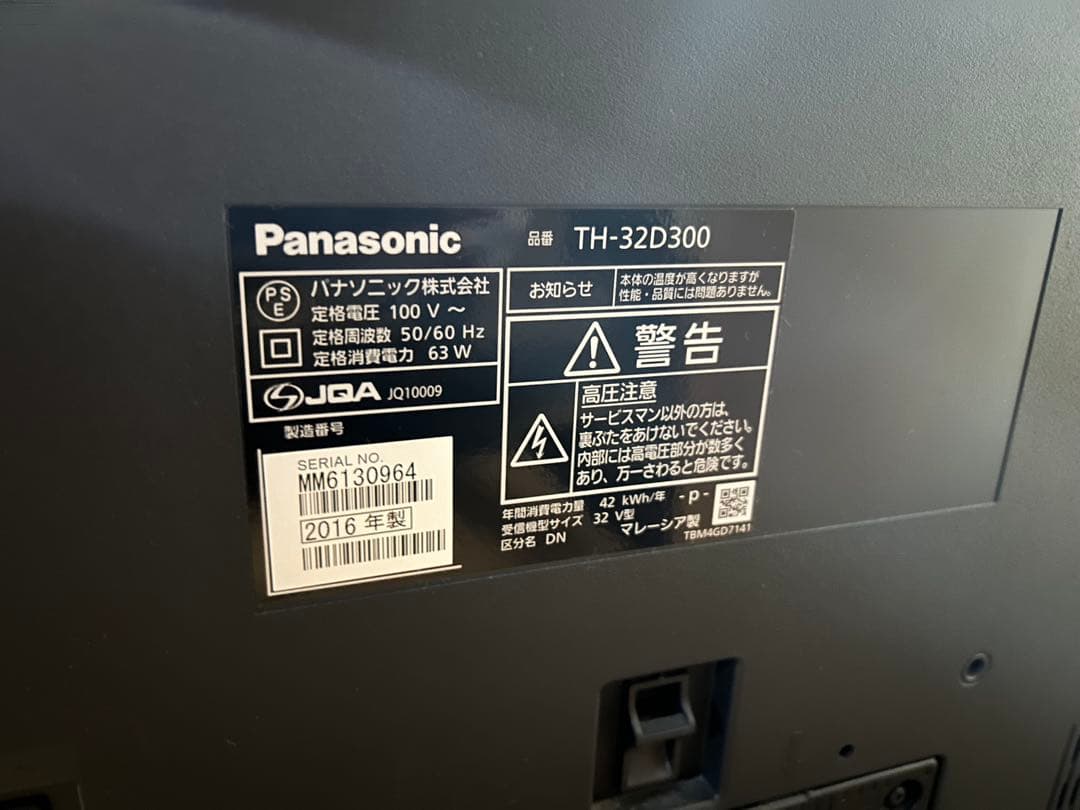 Panasonic
品番 TH-32D300
PS
E
パナソニック株式会社
定格電圧 100 V ～
定格周波数 50/60 Hz
定格消費電力 63 W
JQA JQ10009
製造番号
SERIAL NO.
MM6130964
2016 年製
お知らせ
本体の温度が高くなりますが
性能・品質には問題ありません。
警告
高圧注意
サービスマン以外の方は、
裏ぶたをあけないでください。
内部には高電圧部分が数多く
あり、万一さわると危険です。
年間消費電力量 42 kWh/年 -p-
受信機型サイズ 32 V型
区分名 DN マレーシア製
TBM4GD7141